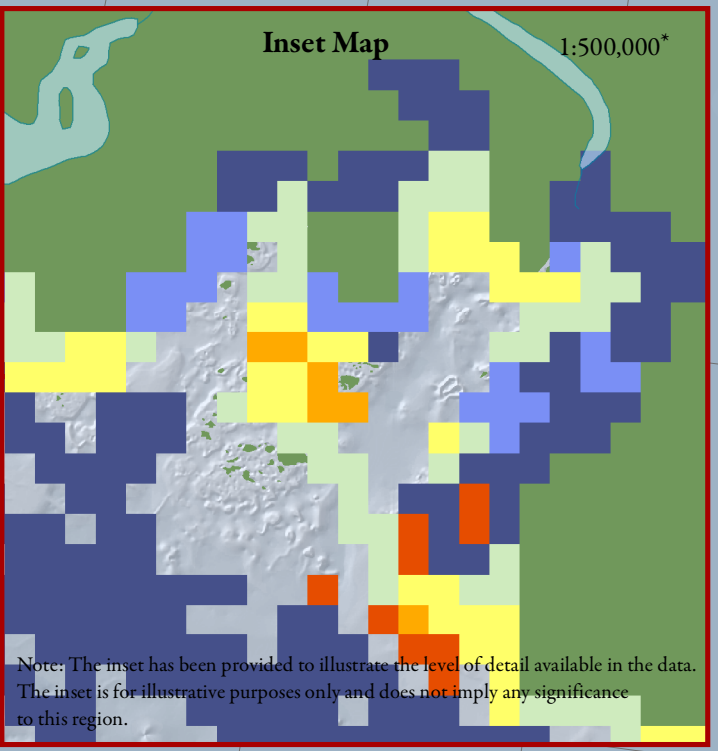 Inset Map
1:500,000*
Note: The inset has been provided to illustrate the level of detail available in the data.
The inset is for illustrative purposes only and does not imply any significance
to this region.